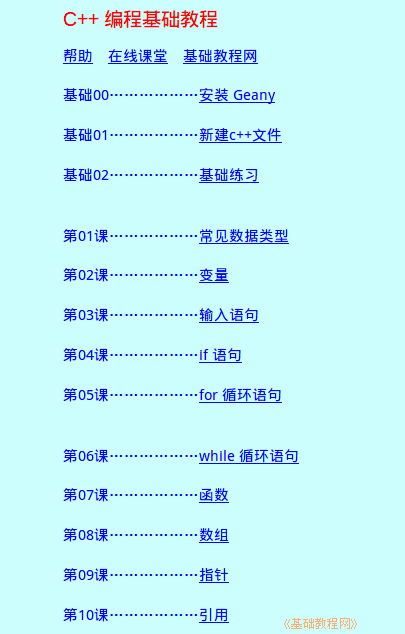 C++ 编程基础教程
帮助 在线课堂 基础教程网
基础00………………安装 Geany
基础01………………新建c++文件
基础02………………基础练习
第01课………………常见数据类型
第02课………………变量
第03课………………输入语句
第04课………………if 语句
第05课………………for 循环语句
第06课………………while 循环语句
第07课………………函数
第08课………………数组
第09课………………指针
第10课………………引用
《基础教程网》